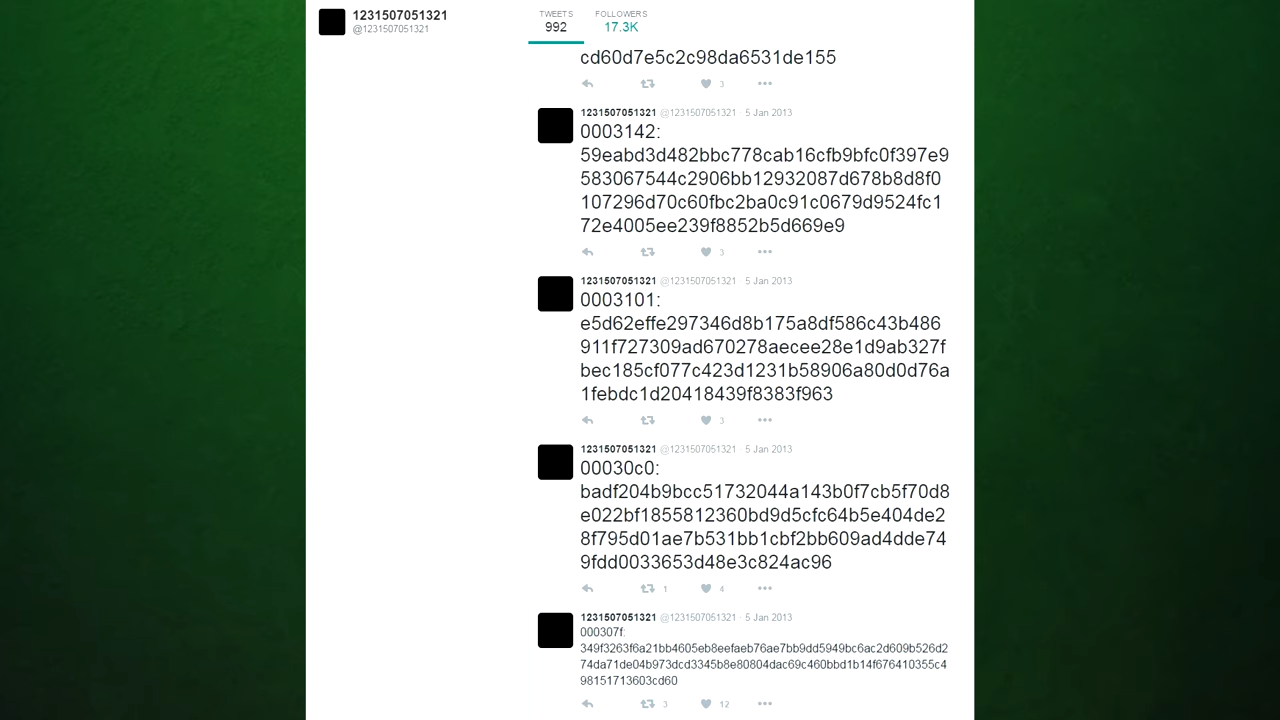 1231507051321
@1231507051321
TWEETS FOLLOWERS
992 17.3K
cd60d7e5c2c98da6531de155
3
1231507051321 @1231507051321 · 5 Jan 2013
0003142:
59eabd3d482bbc778cab16cfb9bfc0f397e9
583067544c2906bb12932087d678b8d8f0
107296d70c60fbc2ba0c91c0679d9524fc1
72e4005ee239f8852b5d669e9
3
1231507051321 @1231507051321 · 5 Jan 2013
0003101:
e5d62effe297346d8b175a8df586c43b486
911f727309ad670278aecee28e1d9ab327f
bec185cf077c423d1231b58906a80d0d76a
1febdc1d20418439f8383f963
3
1231507051321 @1231507051321 · 5 Jan 2013
00030c0:
badf204b9bcc51732044a143b0f7cb5f70d8
e022bf1855812360bd9d5cfc64b5e404de2
8f795d01ae7b531bb1cbf2bb609ad4dde74
9fdd0033653d48e3c824ac96
1 4
1231507051321 @1231507051321 · 5 Jan 2013
000307f:
349f3263f6a21bb4605eb8eefaeb76ae7bb9dd5949bc6ac2d609b526d2
74da71de04b973dcd3345b8e80804dac69c460bbd1b14f676410355c4
98151713603cd60
3 12